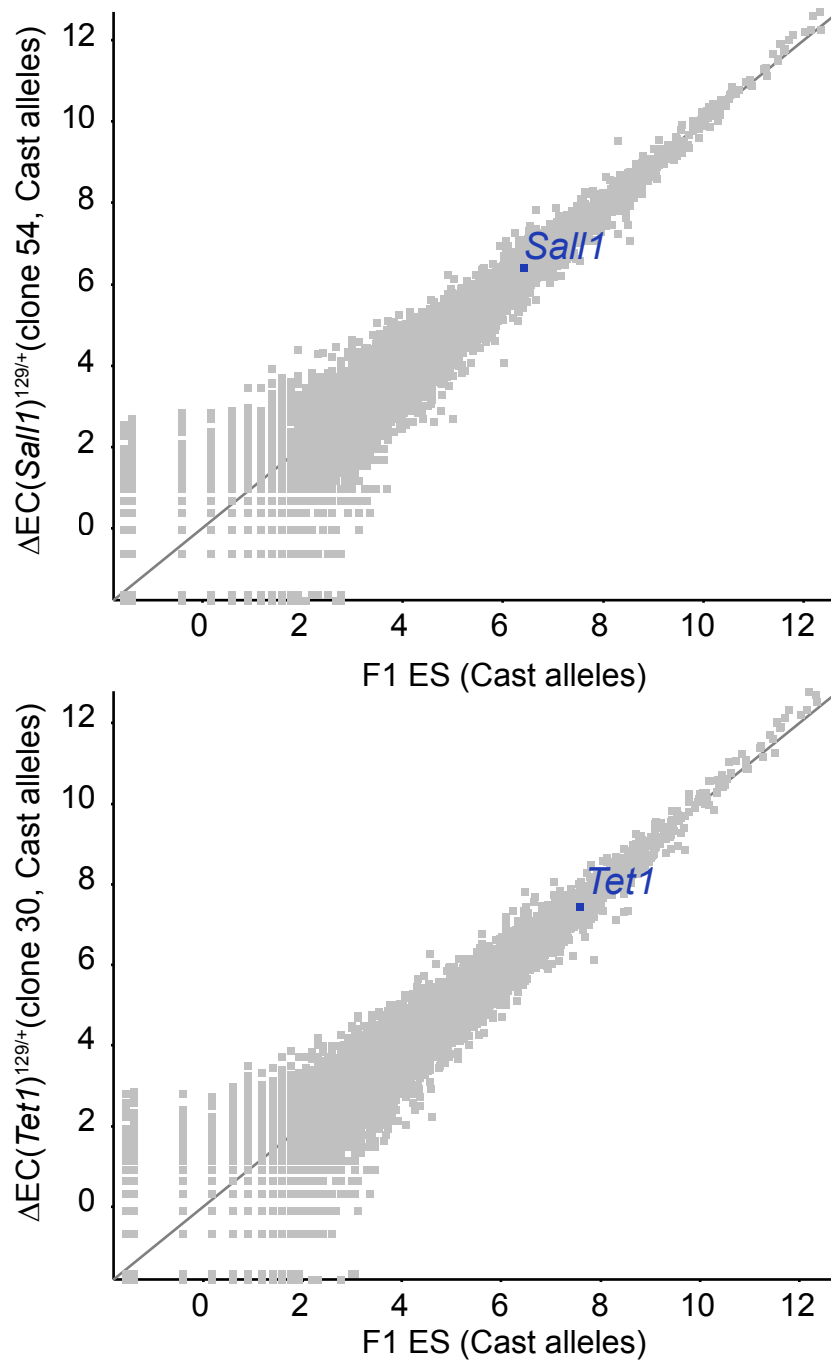 ΔEC(Sall1)129/+(clone 54, Cast alleles)
12
10
8
6
4
2
0
Sall1
0 2 4 6 8 10 12
F1 ES (Cast alleles)
ΔEC(Tet1)129/+(clone 30, Cast alleles)
12
10
8
6
4
2
0
Tet1
0 2 4 6 8 10 12
F1 ES (Cast alleles)